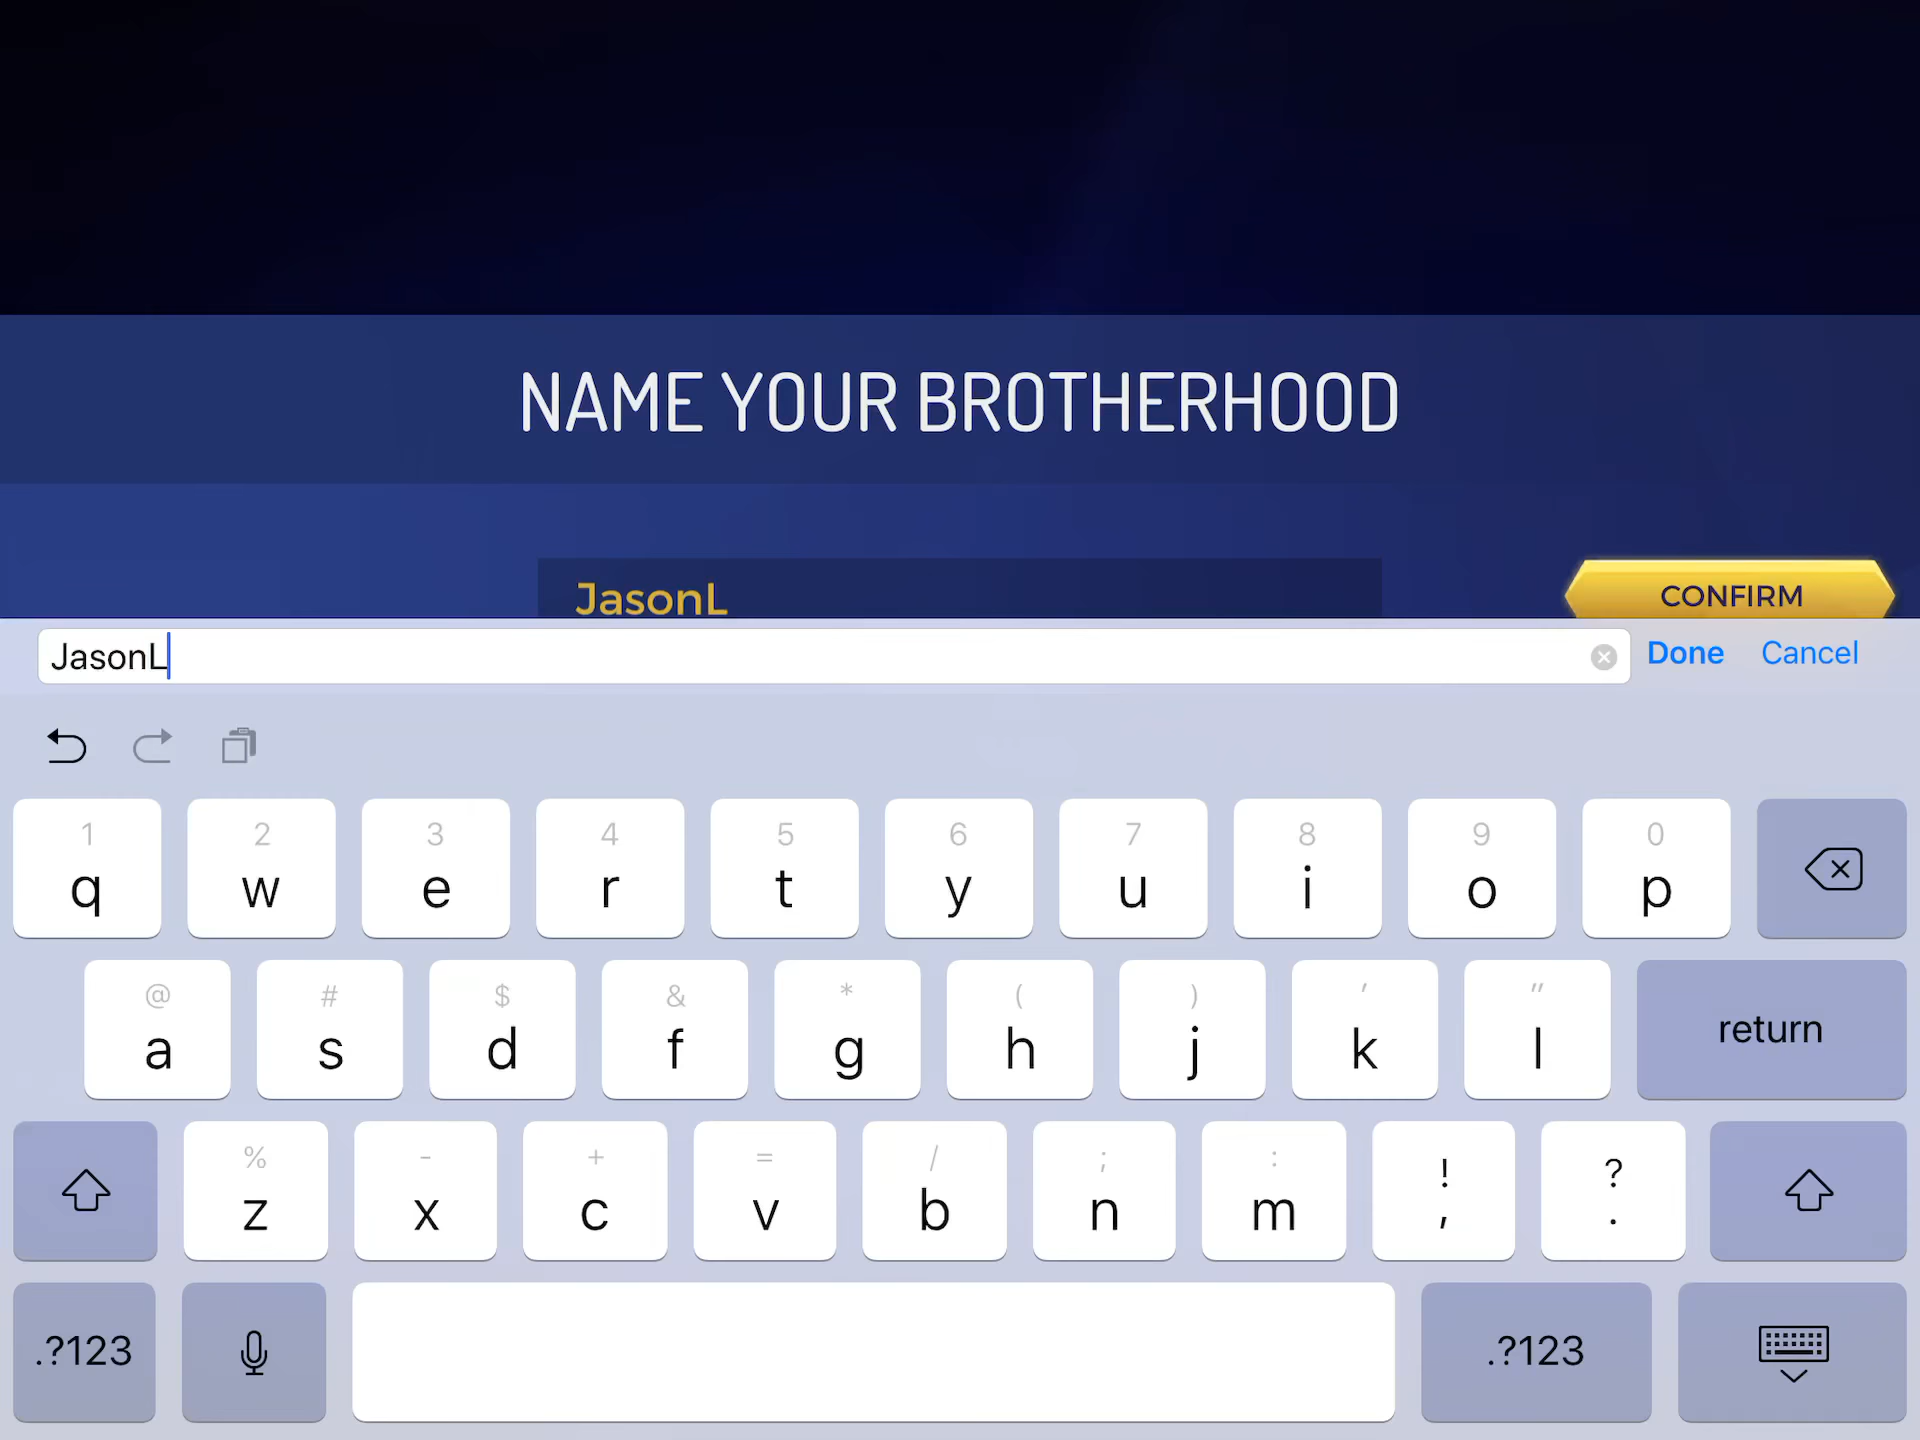 NAME YOUR BROTHERHOOD
JasonL
CONFIRM
JasonL
Done
Cancel
1 2 3 4 5 6 7 8 9 0
q w e r t y u i o p
@ # $ & * ( ) ' "
a s d f g h j k l
return
% - + = / ; : ! ?
z x c v b n m , .
.?123
.?123